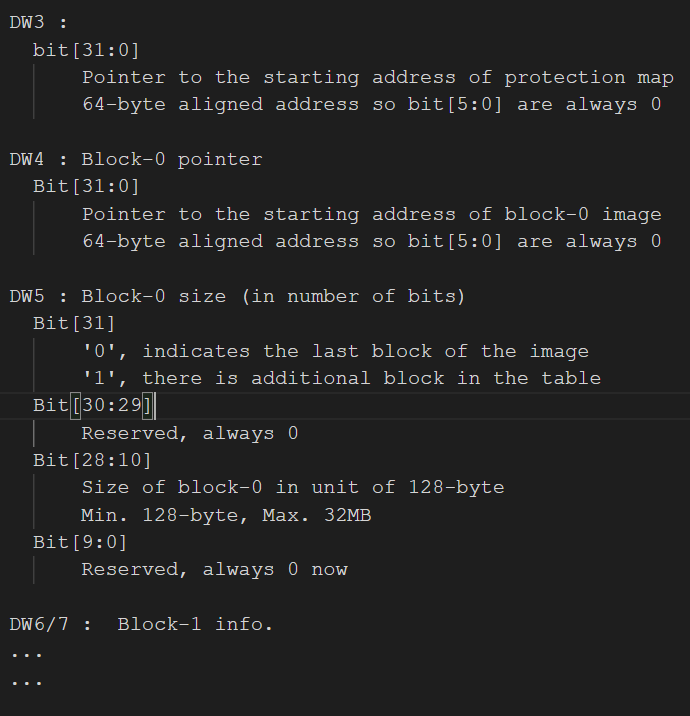 DW3 :
bit[31:0]
Pointer to the starting address of protection map
64-byte aligned address so bit[5:0] are always 0
DW4 : Block-0 pointer
Bit[31:0]
Pointer to the starting address of block-0 image
64-byte aligned address so bit[5:0] are always 0
DW5 : Block-0 size (in number of bits)
Bit[31]
'0', indicates the last block of the image
'1', there is additional block in the table
Bit[30:29]
Reserved, always 0
Bit[28:10]
Size of block-0 in unit of 128-byte
Min. 128-byte, Max. 32MB
Bit[9:0]
Reserved, always 0 now
DW6/7 :  Block-1 info.
...
...